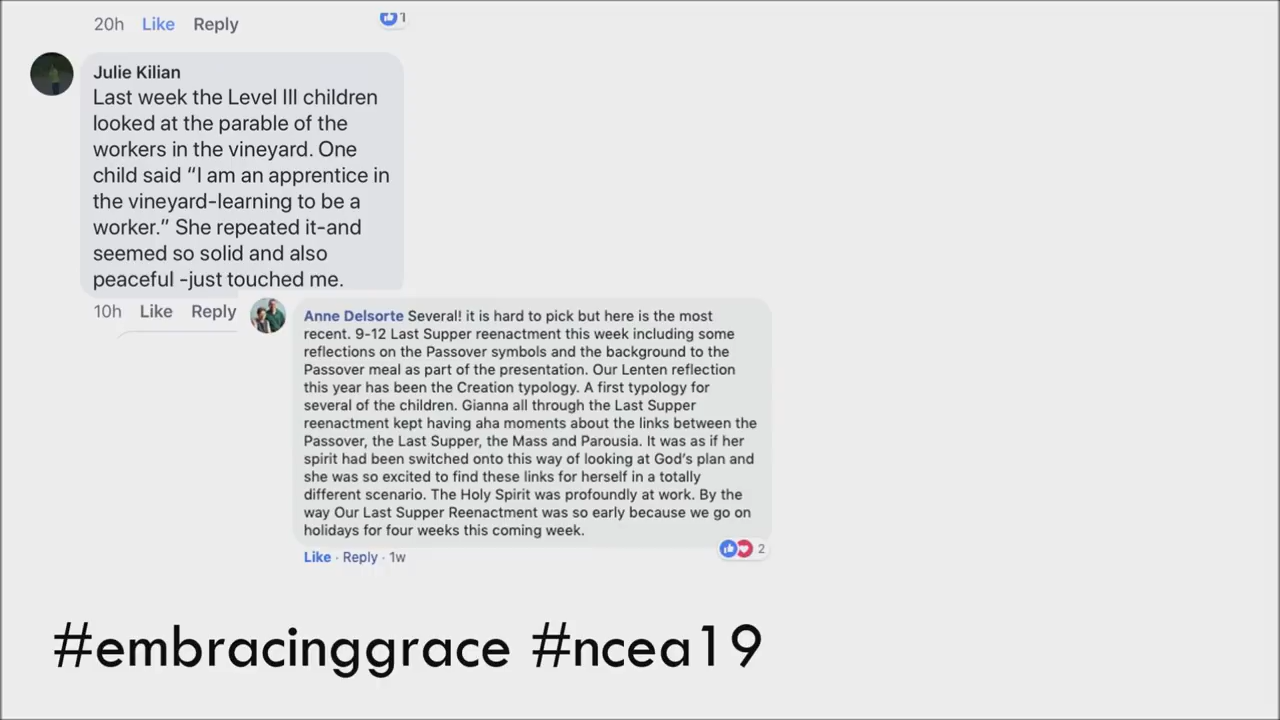 20h Like Reply 1
Julie Kilian
Last week the Level III children
looked at the parable of the
workers in the vineyard. One
child said “I am an apprentice in
the vineyard-learning to be a
worker.” She repeated it-and
seemed so solid and also
peaceful -just touched me.
10h Like Reply
Anne Delsorte Several! it is hard to pick but here is the most
recent. 9-12 Last Supper reenactment this week including some
reflections on the Passover symbols and the background to the
Passover meal as part of the presentation. Our Lenten reflection
this year has been the Creation typology. A first typology for
several of the children. Gianna all through the Last Supper
reenactment kept having aha moments about the links between the
Passover, the Last Supper, the Mass and Parousia. It was as if her
spirit had been switched onto this way of looking at God's plan and
she was so excited to find these links for herself in a totally
different scenario. The Holy Spirit was profoundly at work. By the
way Our Last Supper Reenactment was so early because we go on
holidays for four weeks this coming week.
Like · Reply · 1w 2
#embracinggrace #ncea19